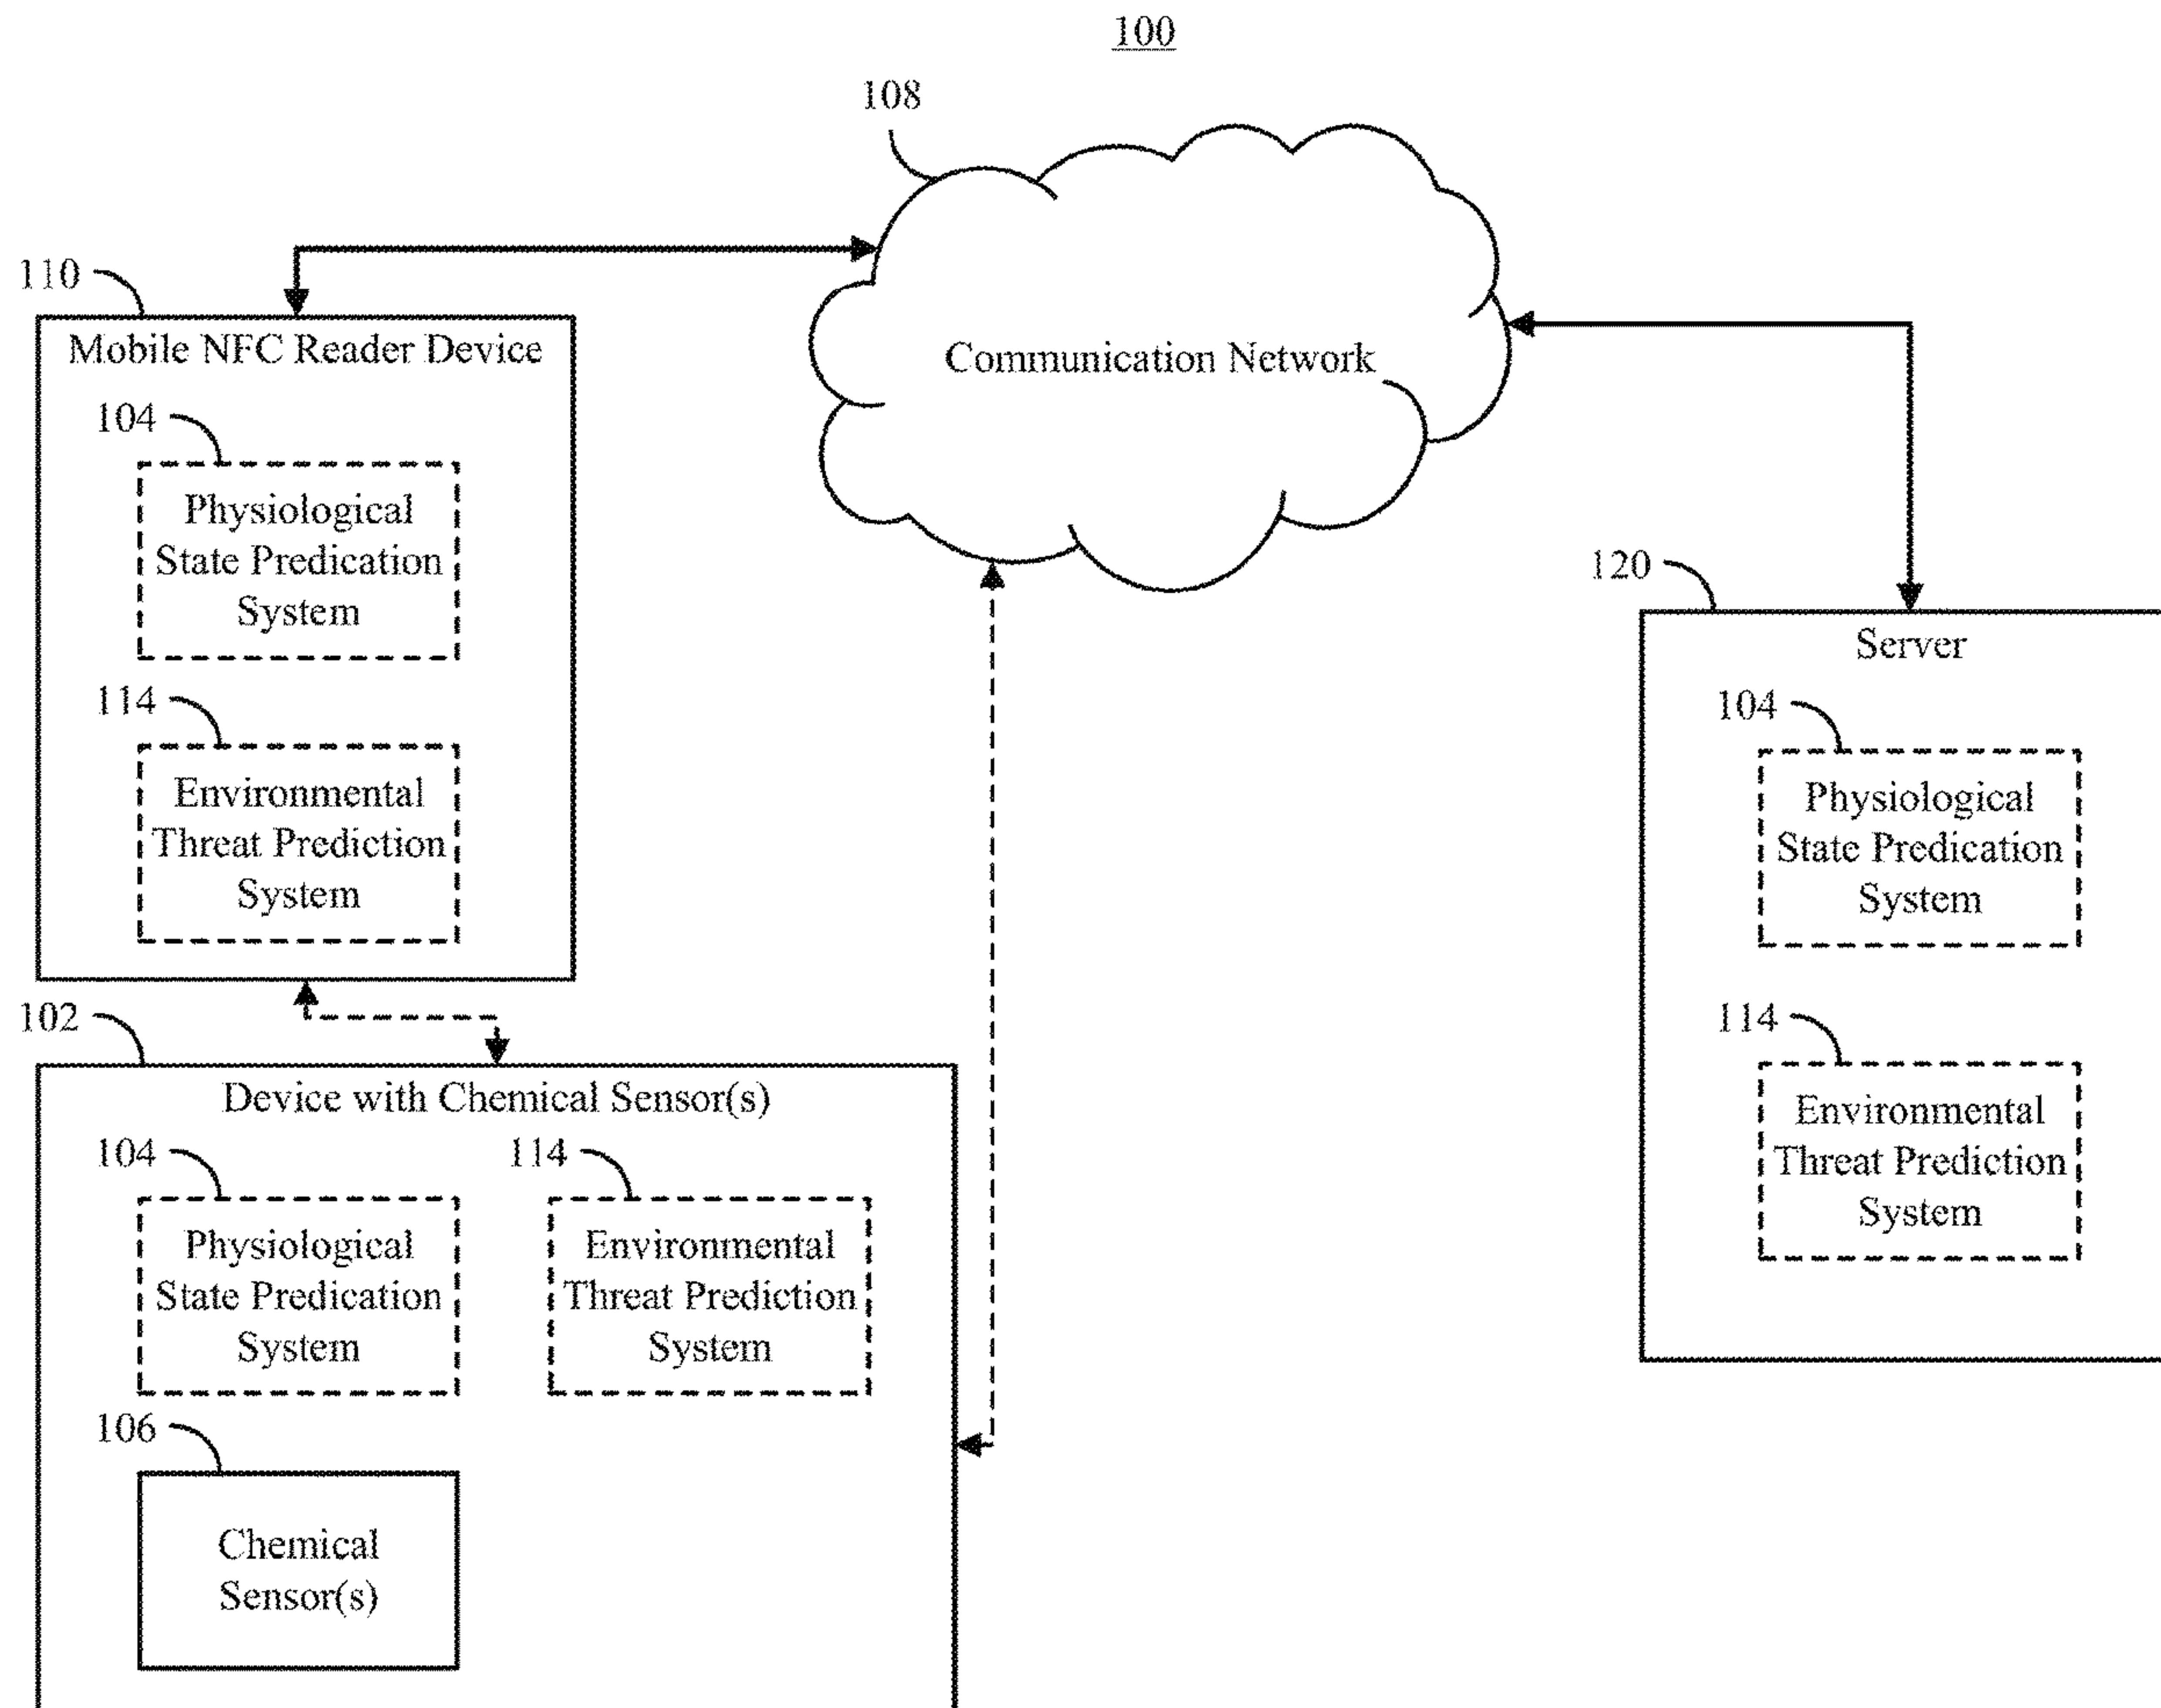 100
108
110
Mobile NFC Reader Device
Communication Network
104
Physiological
State Predication
System
114
Environmental
Threat Prediction
System
120
Server
104
Physiological
State Predication
System
114
Environmental
Threat Prediction
System
102
Device with Chemical Sensor(s)
104
Physiological
State Predication
System
114
Environmental
Threat Prediction
System
106
Chemical
Sensor(s)